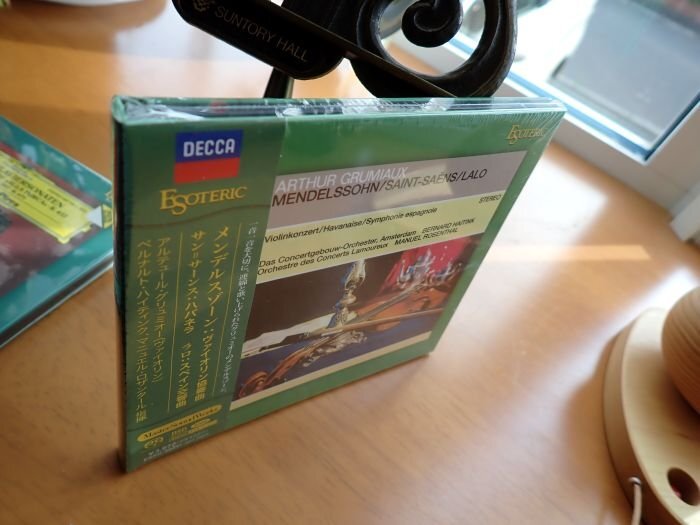 SUNTORY HALL
DECCA
ESOTERIC
ESOTERIC
ARTHUR GRUMIAUX
MENDELSSOHN/SAINT-SAËNS/LALO
STEREO
Violinkonzert/Havanaise/Symphonie espagnole
Das Concertgebouw-Orchester, Amsterdam BERNARD HAITINK
Orchestre des Concerts Lamoureux MANUEL ROSENTHAL
メンデルスゾーン:ヴァイオリン協奏曲
サン=サーンス:ハバネラ ラロ:スペイン交響曲
アルテュール・グリュミオー(ヴァイオリン)
ベルナルト・ハイティンク、マニュエル・ロザンタール指揮
MasterSoundWorks